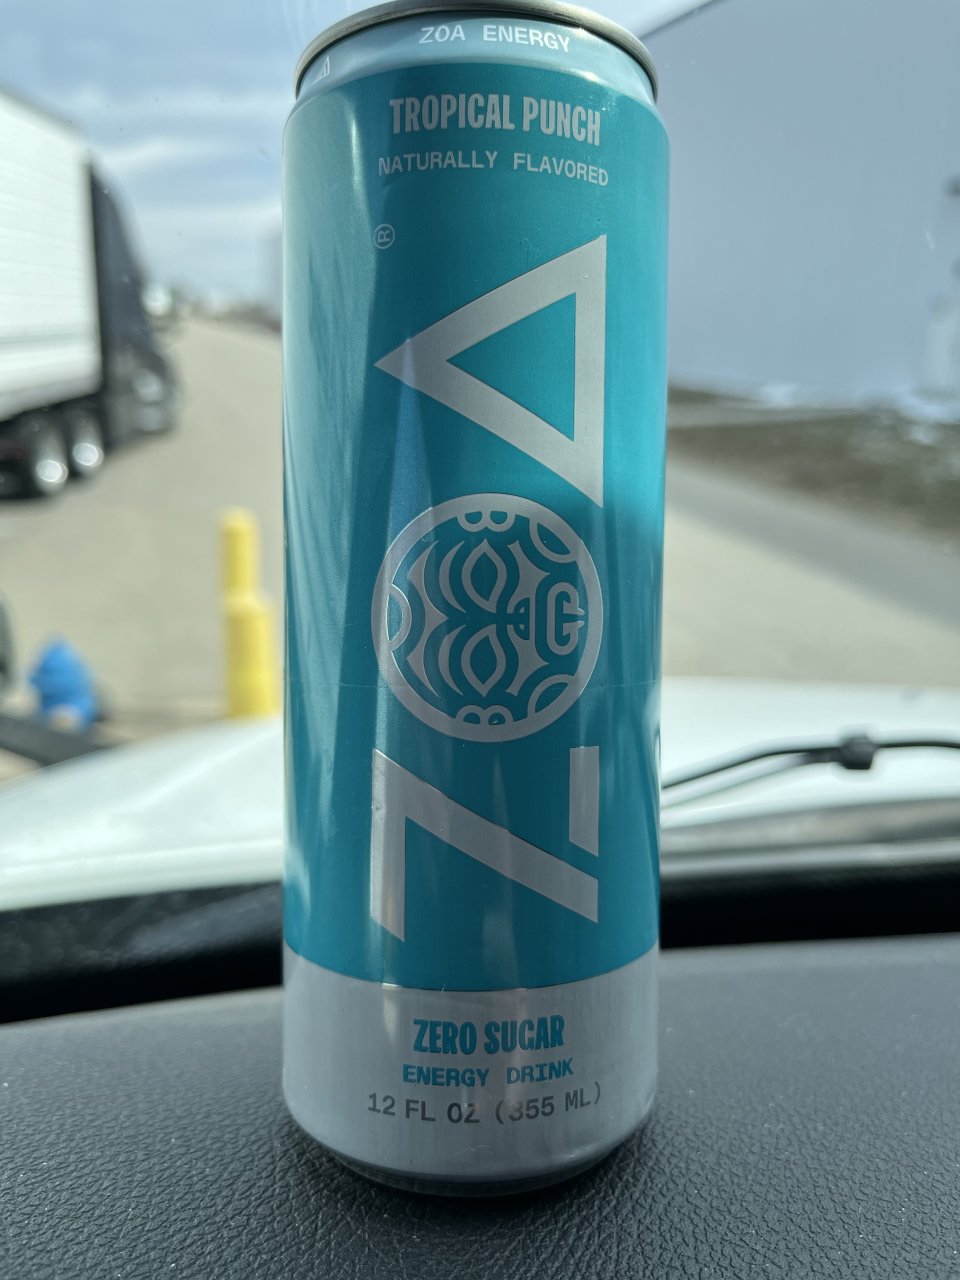 ZOA ENERGY
TROPICAL PUNCH
NATURALLY FLAVORED
®
ZOA
ZERO SUGAR
ENERGY DRINK
12 FL OZ (355 ML)